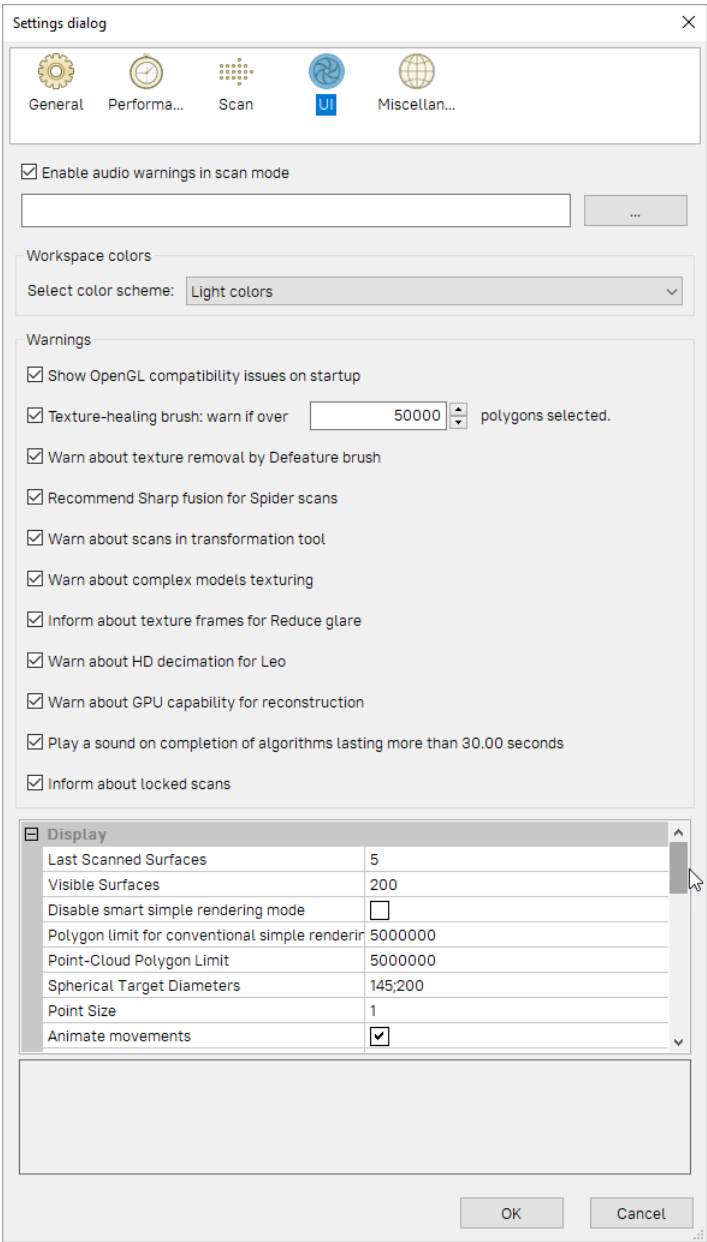 Settings dialog
General Performa... Scan UI Miscellan...
Enable audio warnings in scan mode
...
Workspace colors
Select color scheme: Light colors
Warnings
Show OpenGL compatibility issues on startup
Texture-healing brush: warn if over 50000 polygons selected.
Warn about texture removal by Defeature brush
Recommend Sharp fusion for Spider scans
Warn about scans in transformation tool
Warn about complex models texturing
Inform about texture frames for Reduce glare
Warn about HD decimation for Leo
Warn about GPU capability for reconstruction
Play a sound on completion of algorithms lasting more than 30.00 seconds
Inform about locked scans
Display
Last Scanned Surfaces 5
Visible Surfaces 200
Disable smart simple rendering mode
Polygon limit for conventional simple renderin 5000000
Point-Cloud Polygon Limit 5000000
Spherical Target Diameters 145;200
Point Size 1
Animate movements
OK Cancel